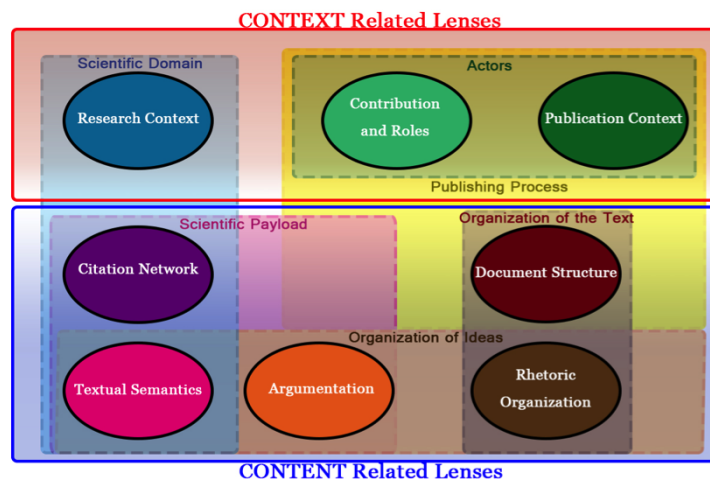 CONTEXT Related Lenses
Scientific Domain
Actors
Research Context
Contribution
and Roles
Publication Context
Publishing Process
Scientific Payload
Organization of the Text
Citation Network
Document Structure
Organization of Ideas
Textual Semantics
Argumentation
Rhetoric
Organization
CONTENT Related Lenses